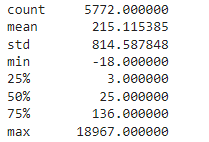 count 5772.000000
mean 215.115385
std 814.587848
min -18.000000
25% 3.000000
50% 25.000000
75% 136.000000
max 18967.000000